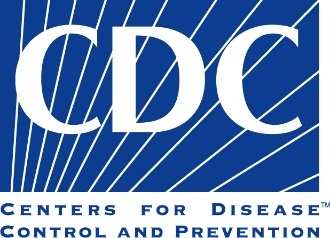 CDC
CENTERS FOR DISEASE™
CONTROL AND PREVENTION